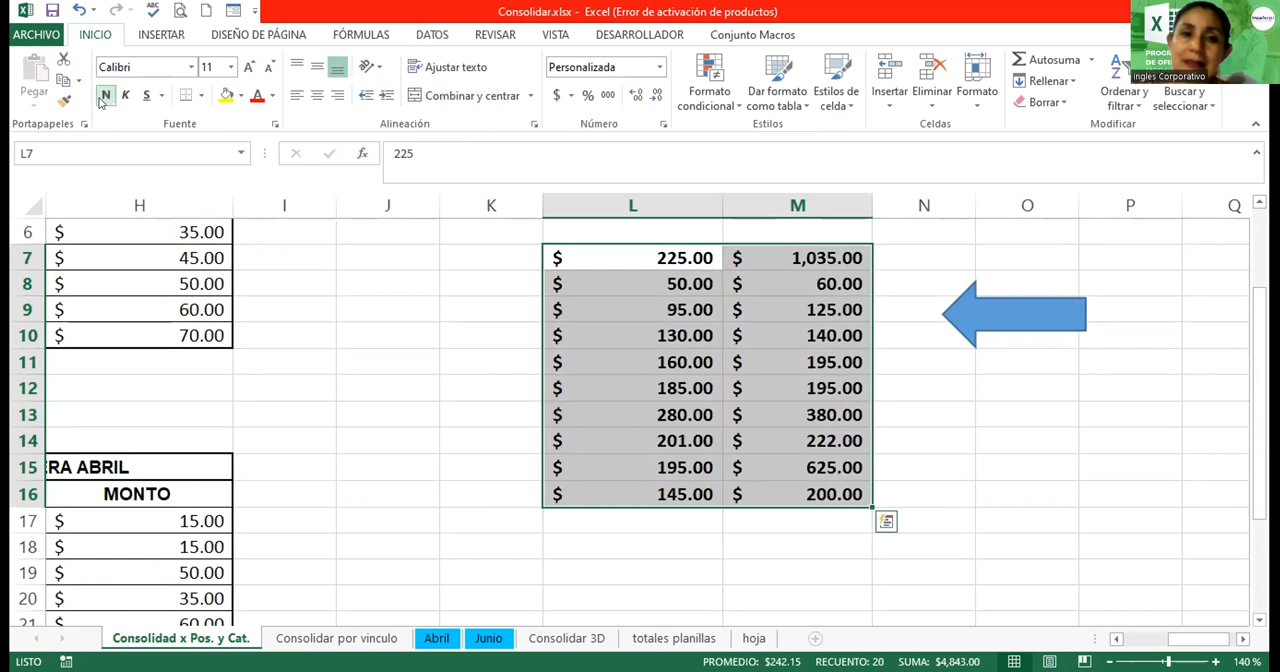 Consolidar.xlsx - Excel (Error de activación de productos)
ARCHIVO INICIO INSERTAR DISEÑO DE PÁGINA FÓRMULAS DATOS REVISAR VISTA DESARROLLADOR Conjunto Macros
Calibri 11 Ajustar texto Personalizada Autosuma
Pegar N K S Combinar y centrar $ % 000 Formato condicional Dar formato como tabla Estilos de celda Insertar Eliminar Formato Rellenar Borrar Ordenar y filtrar Buscar y seleccionar
Portapapeles Fuente Alineación Número Estilos Celdas Modificar
Ingles Corporativo
L7 fx 225
H I J K L M N O P Q
6 $ 35.00
7 $ 45.00 $ 225.00 $ 1,035.00
8 $ 50.00 $ 50.00 $ 60.00
9 $ 60.00 $ 95.00 $ 125.00
10 $ 70.00 $ 130.00 $ 140.00
11 $ 160.00 $ 195.00
12 $ 185.00 $ 195.00
13 $ 280.00 $ 380.00
14 $ 201.00 $ 222.00
15 ERA ABRIL $ 195.00 $ 625.00
16 MONTO $ 145.00 $ 200.00
17 $ 15.00
18 $ 15.00
19 $ 50.00
20 $ 35.00
21 $ 60.00
Consolidad x Pos. y Cat. Consolidar por vinculo Abril Junio Consolidar 3D totales planillas hoja
LISTO PROMEDIO: $242.15 RECUENTO: 20 SUMA: $4,843.00 140 %